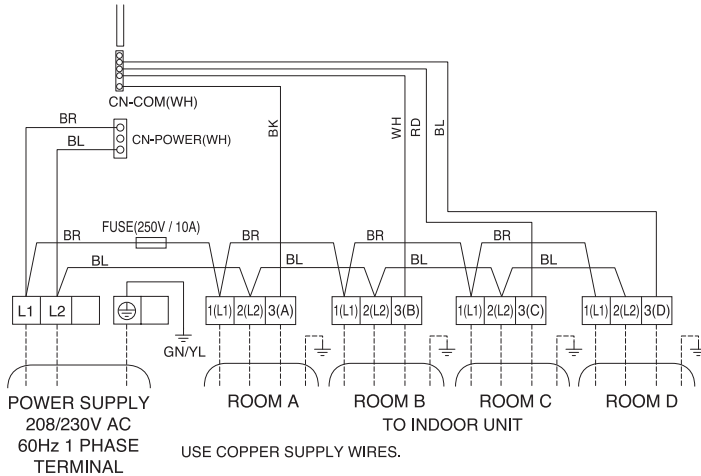 CN-COM(WH)
BR
CN-POWER(WH)
BL
BK
WH
RD
BL
FUSE(250V / 10A)
BR
BR
BR
BR
BL
BL
BL
BL
L1
L2
1(L1) 2(L2) 3(A)
1(L1) 2(L2) 3(B)
1(L1) 2(L2) 3(C)
1(L1) 2(L2) 3(D)
GN/YL
POWER SUPPLY
208/230V AC
60Hz 1 PHASE
TERMINAL
ROOM A
ROOM B
ROOM C
ROOM D
TO INDOOR UNIT
USE COPPER SUPPLY WIRES.